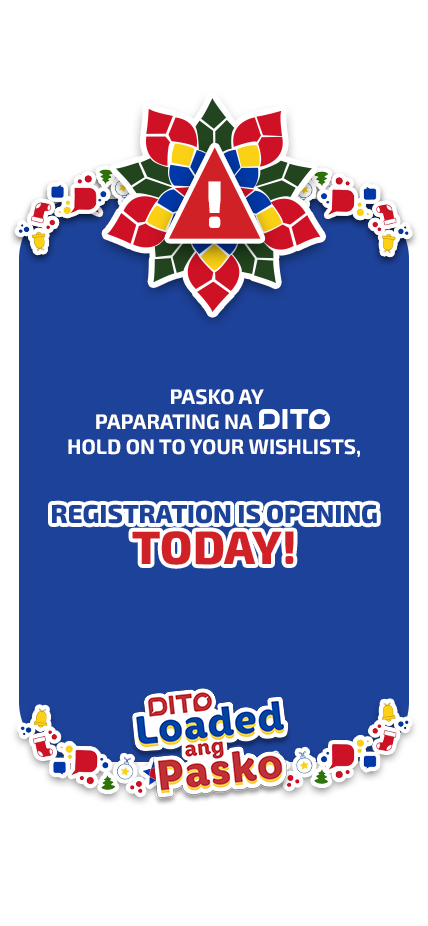 !
PASKO AY
PAPARATING NA DITO
HOLD ON TO YOUR WISHLISTS,
REGISTRATION IS OPENING
TODAY!
DITO
Loaded
ang
Pasko